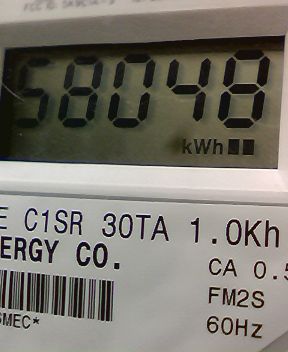 58048
kWh
E C1SR 30TA 1.0Kh
ERGY CO.
CA 0.5
FM2S
60Hz
SMEC*